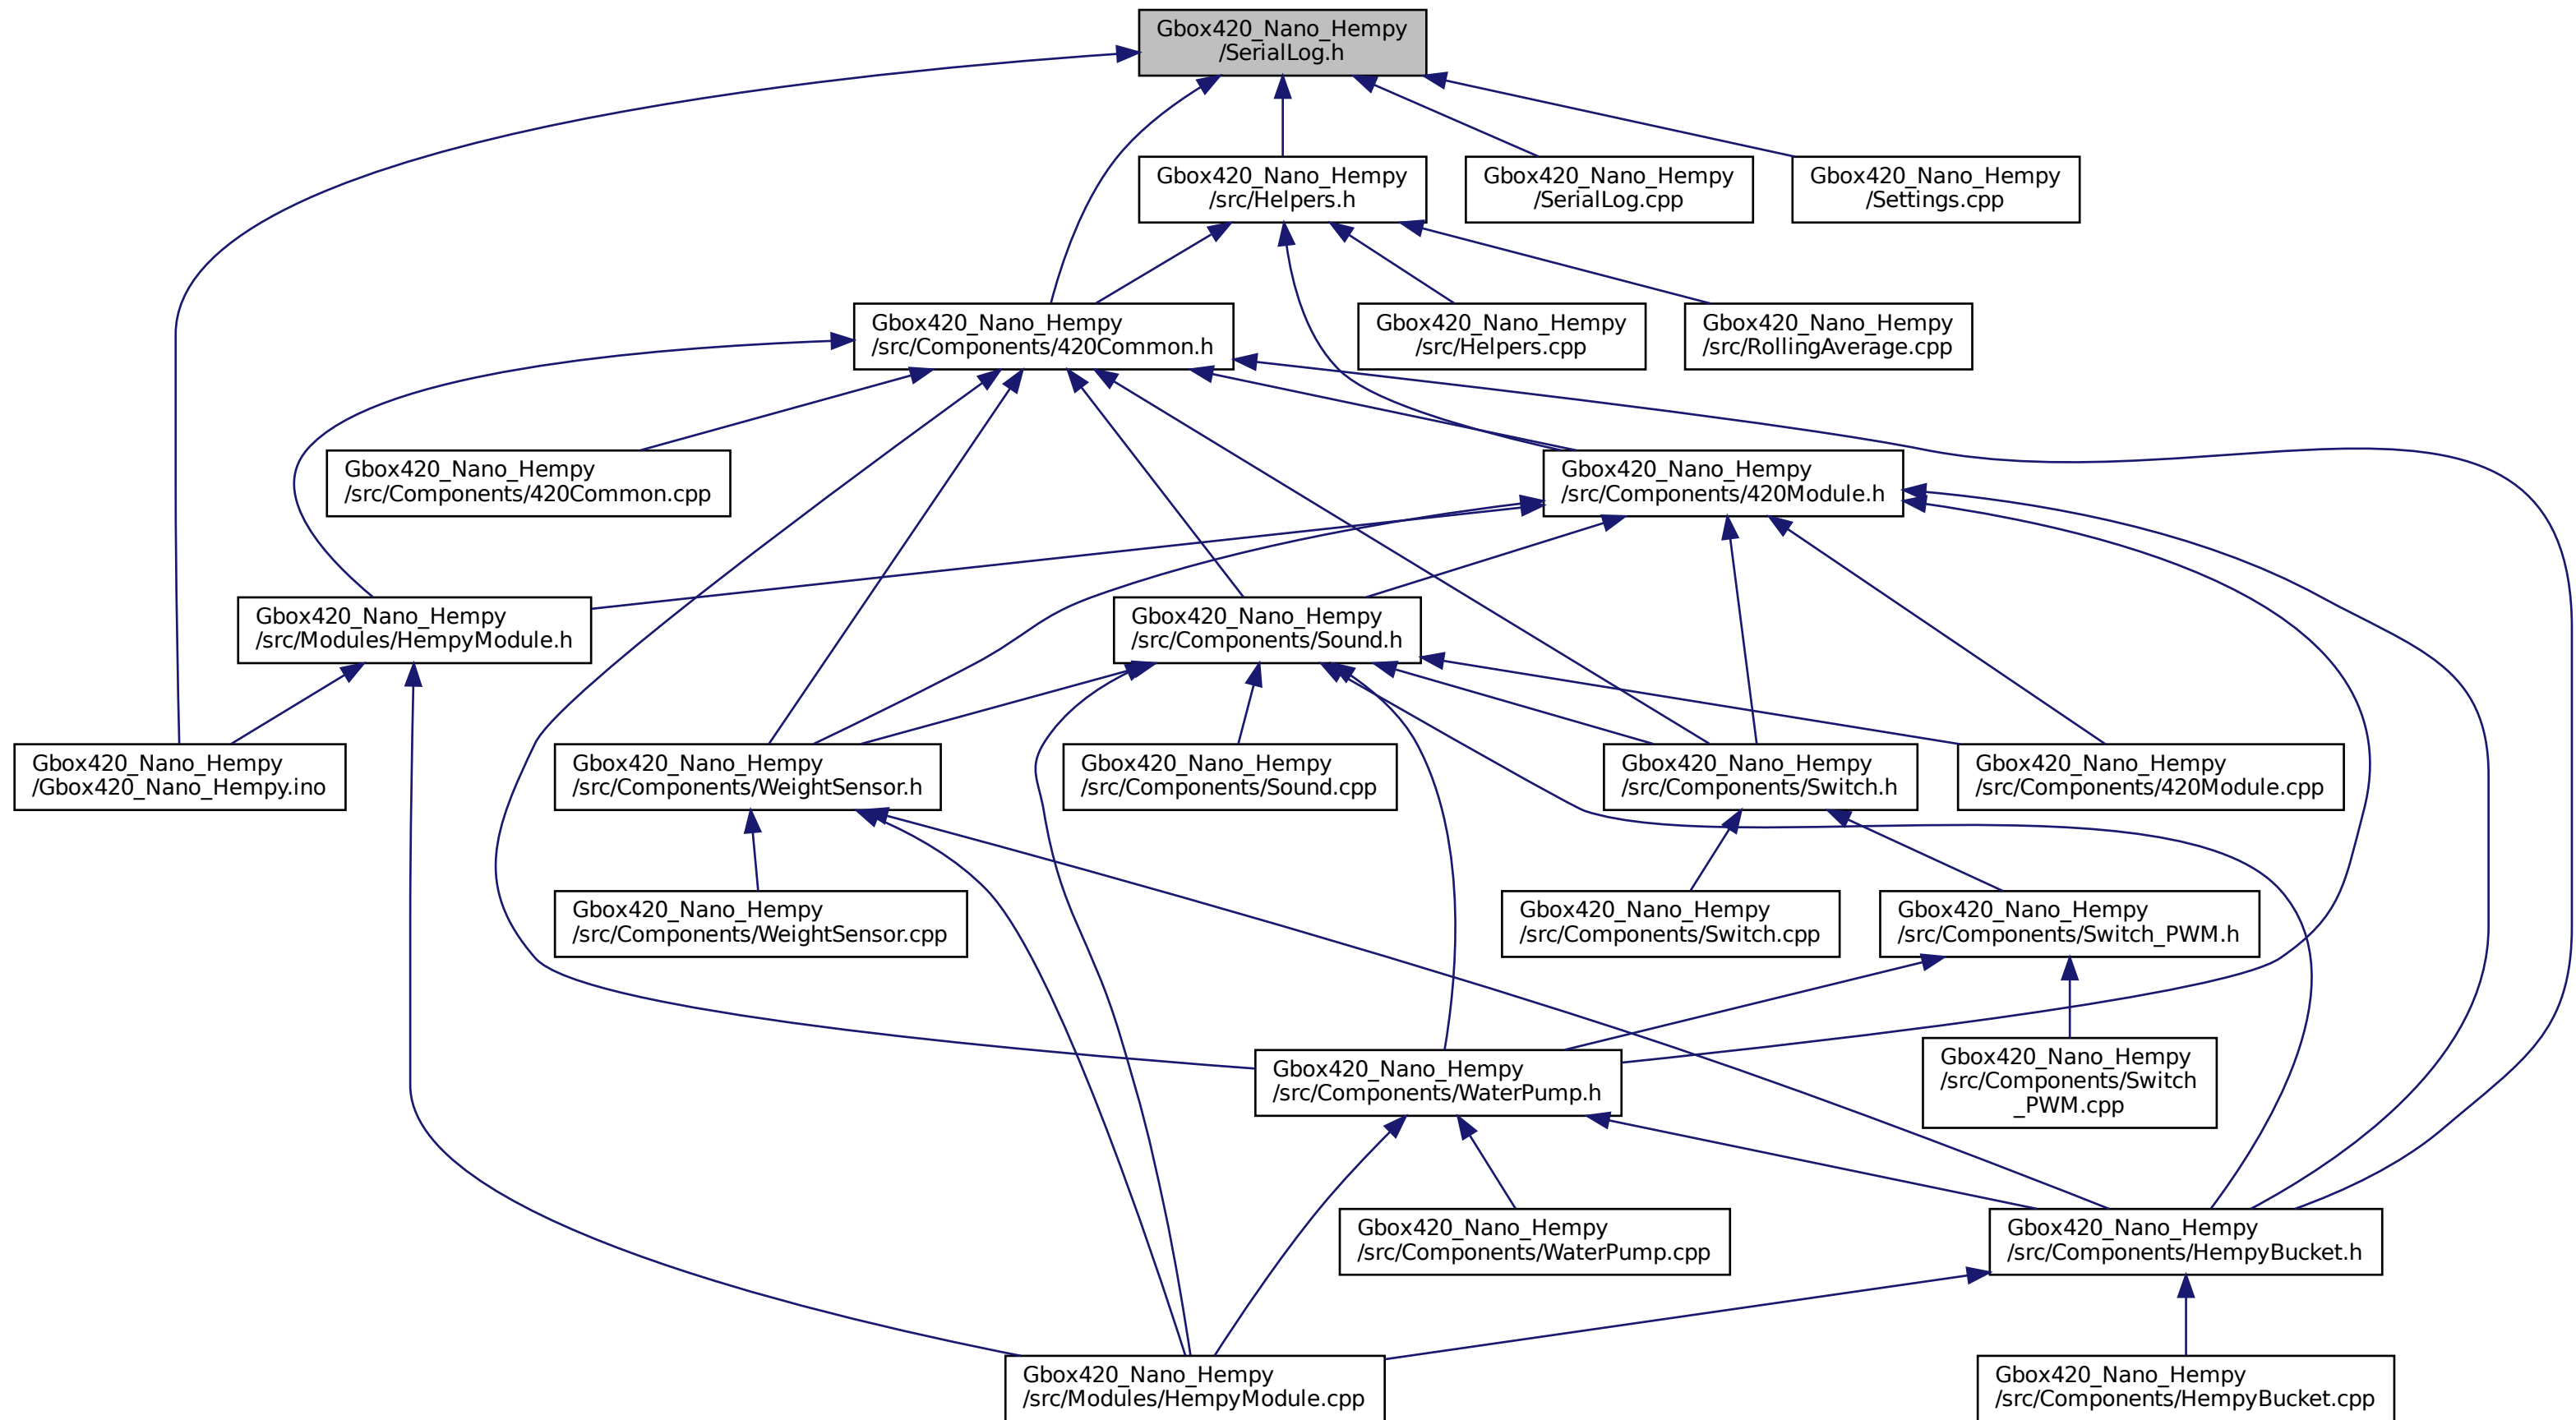 Gbox420_Nano_Hempy
/SerialLog.h
Gbox420_Nano_Hempy
/src/Helpers.h
Gbox420_Nano_Hempy
/SerialLog.cpp
Gbox420_Nano_Hempy
/Settings.cpp
Gbox420_Nano_Hempy
/src/Components/420Common.h
Gbox420_Nano_Hempy
/src/Helpers.cpp
Gbox420_Nano_Hempy
/src/RollingAverage.cpp
Gbox420_Nano_Hempy
/src/Components/420Common.cpp
Gbox420_Nano_Hempy
/src/Components/420Module.h
Gbox420_Nano_Hempy
/src/Modules/HempyModule.h
Gbox420_Nano_Hempy
/src/Components/Sound.h
Gbox420_Nano_Hempy
/Gbox420_Nano_Hempy.ino
Gbox420_Nano_Hempy
/src/Components/WeightSensor.h
Gbox420_Nano_Hempy
/src/Components/Sound.cpp
Gbox420_Nano_Hempy
/src/Components/Switch.h
Gbox420_Nano_Hempy
/src/Components/420Module.cpp
Gbox420_Nano_Hempy
/src/Components/WeightSensor.cpp
Gbox420_Nano_Hempy
/src/Components/Switch.cpp
Gbox420_Nano_Hempy
/src/Components/Switch_PWM.h
Gbox420_Nano_Hempy
/src/Components/WaterPump.h
Gbox420_Nano_Hempy
/src/Components/Switch
_PWM.cpp
Gbox420_Nano_Hempy
/src/Components/WaterPump.cpp
Gbox420_Nano_Hempy
/src/Components/HempyBucket.h
Gbox420_Nano_Hempy
/src/Modules/HempyModule.cpp
Gbox420_Nano_Hempy
/src/Components/HempyBucket.cpp